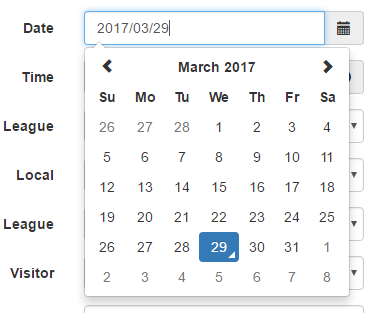 Date 2017/03/29
March 2017
Su Mo Tu We Th Fr Sa
26 27 28 1 2 3 4
5 6 7 8 9 10 11
12 13 14 15 16 17 18
19 20 21 22 23 24 25
26 27 28 29 30 31 1
2 3 4 5 6 7 8
Time
League
Local
League
Visitor